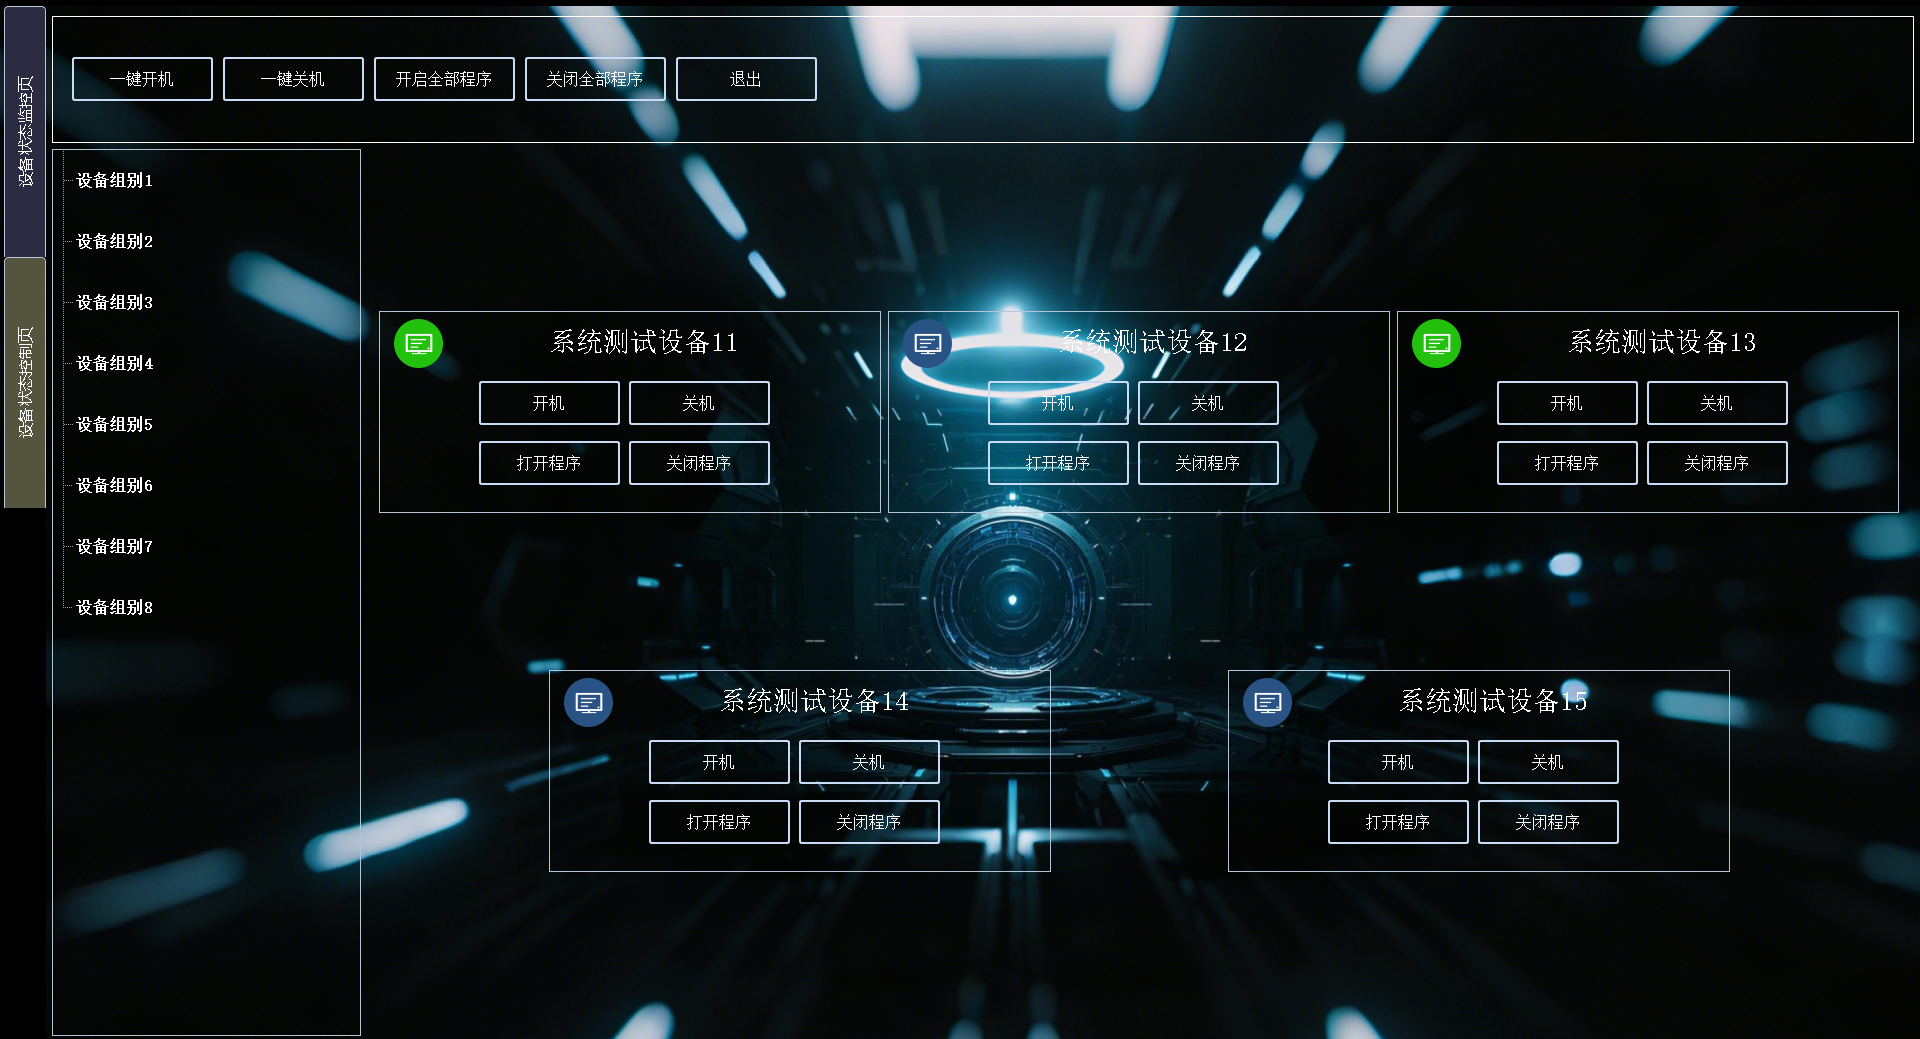 设备状态监控页
设备状态控制页
一键开机
一键关机
开启全部程序
关闭全部程序
退出
设备组别1
设备组别2
设备组别3
设备组别4
设备组别5
设备组别6
设备组别7
设备组别8
系统测试设备11
开机
关机
打开程序
关闭程序
系统测试设备12
开机
关机
打开程序
关闭程序
系统测试设备13
开机
关机
打开程序
关闭程序
系统测试设备14
开机
关机
打开程序
关闭程序
系统测试设备15
开机
关机
打开程序
关闭程序